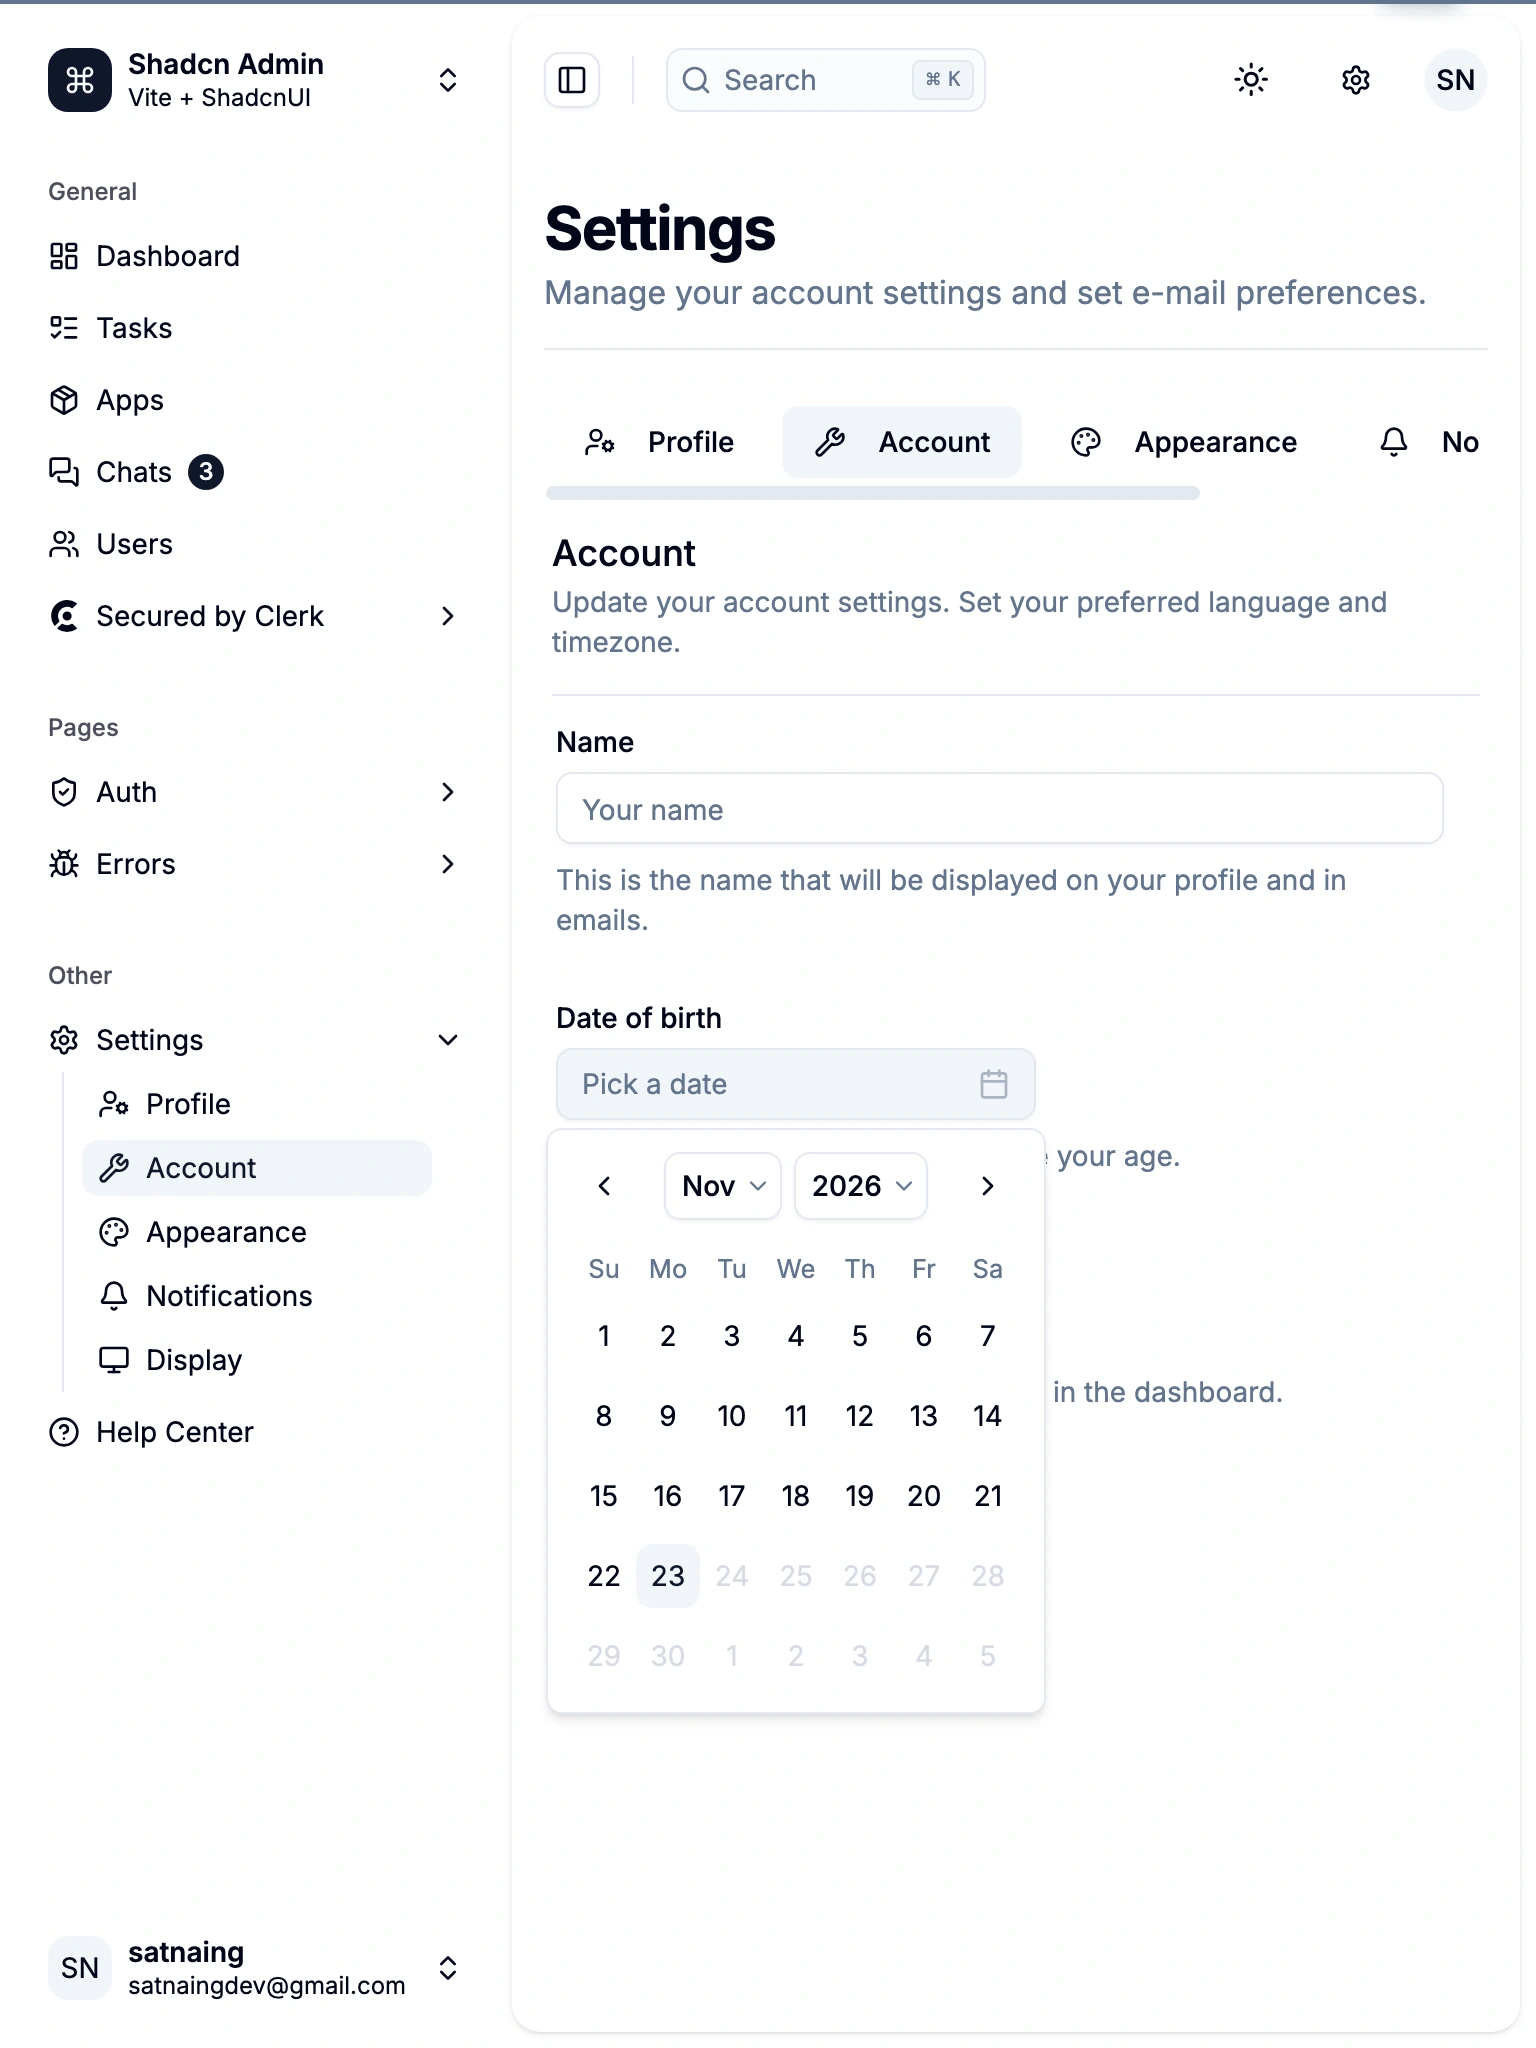 Shadcn Admin
Vite + ShadcnUI
General
Dashboard
Tasks
Apps
Chats 3
Users
Secured by Clerk
Pages
Auth
Errors
Other
Settings
Profile
Account
Appearance
Notifications
Display
Help Center
SN
satnaing
satnaingdev@gmail.com
Search ⌘ K
SN
Settings
Manage your account settings and set e-mail preferences.
Profile Account Appearance No
Account
Update your account settings. Set your preferred language and
timezone.
Name
Your name
This is the name that will be displayed on your profile and in
emails.
Date of birth
Pick a date
your age.
Nov 2026
Su Mo Tu We Th Fr Sa
1 2 3 4 5 6 7
8 9 10 11 12 13 14
in the dashboard.
15 16 17 18 19 20 21
22 23 24 25 26 27 28
29 30 1 2 3 4 5